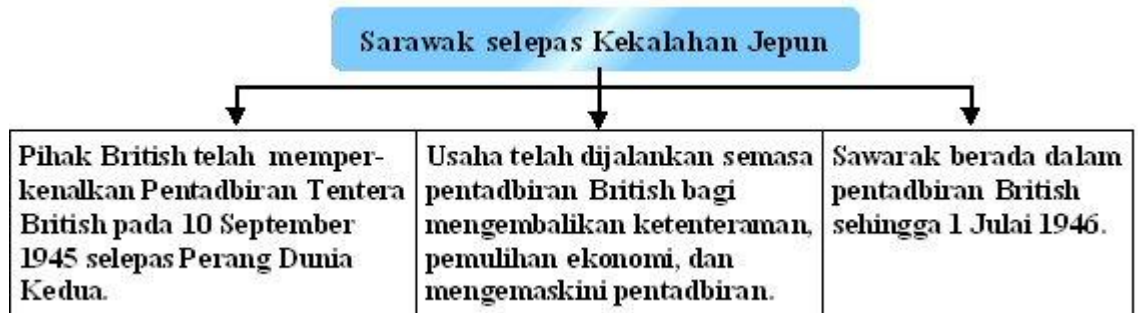 Sarawak selepas Kekalahan Jepun
Pihak British telah memper-
kenalkan Pentadbiran Tentera
British pada 10 September
1945 selepas Perang Dunia
Kedua.
Usaha telah dijalankan semasa
pentadbiran British bagi
mengembalikan ketenteraman,
pemulihan ekonomi, dan
mengemaskini pentadbiran.
Sawarak berada dalam
pentadbiran British
sehingga 1 Julai 1946.